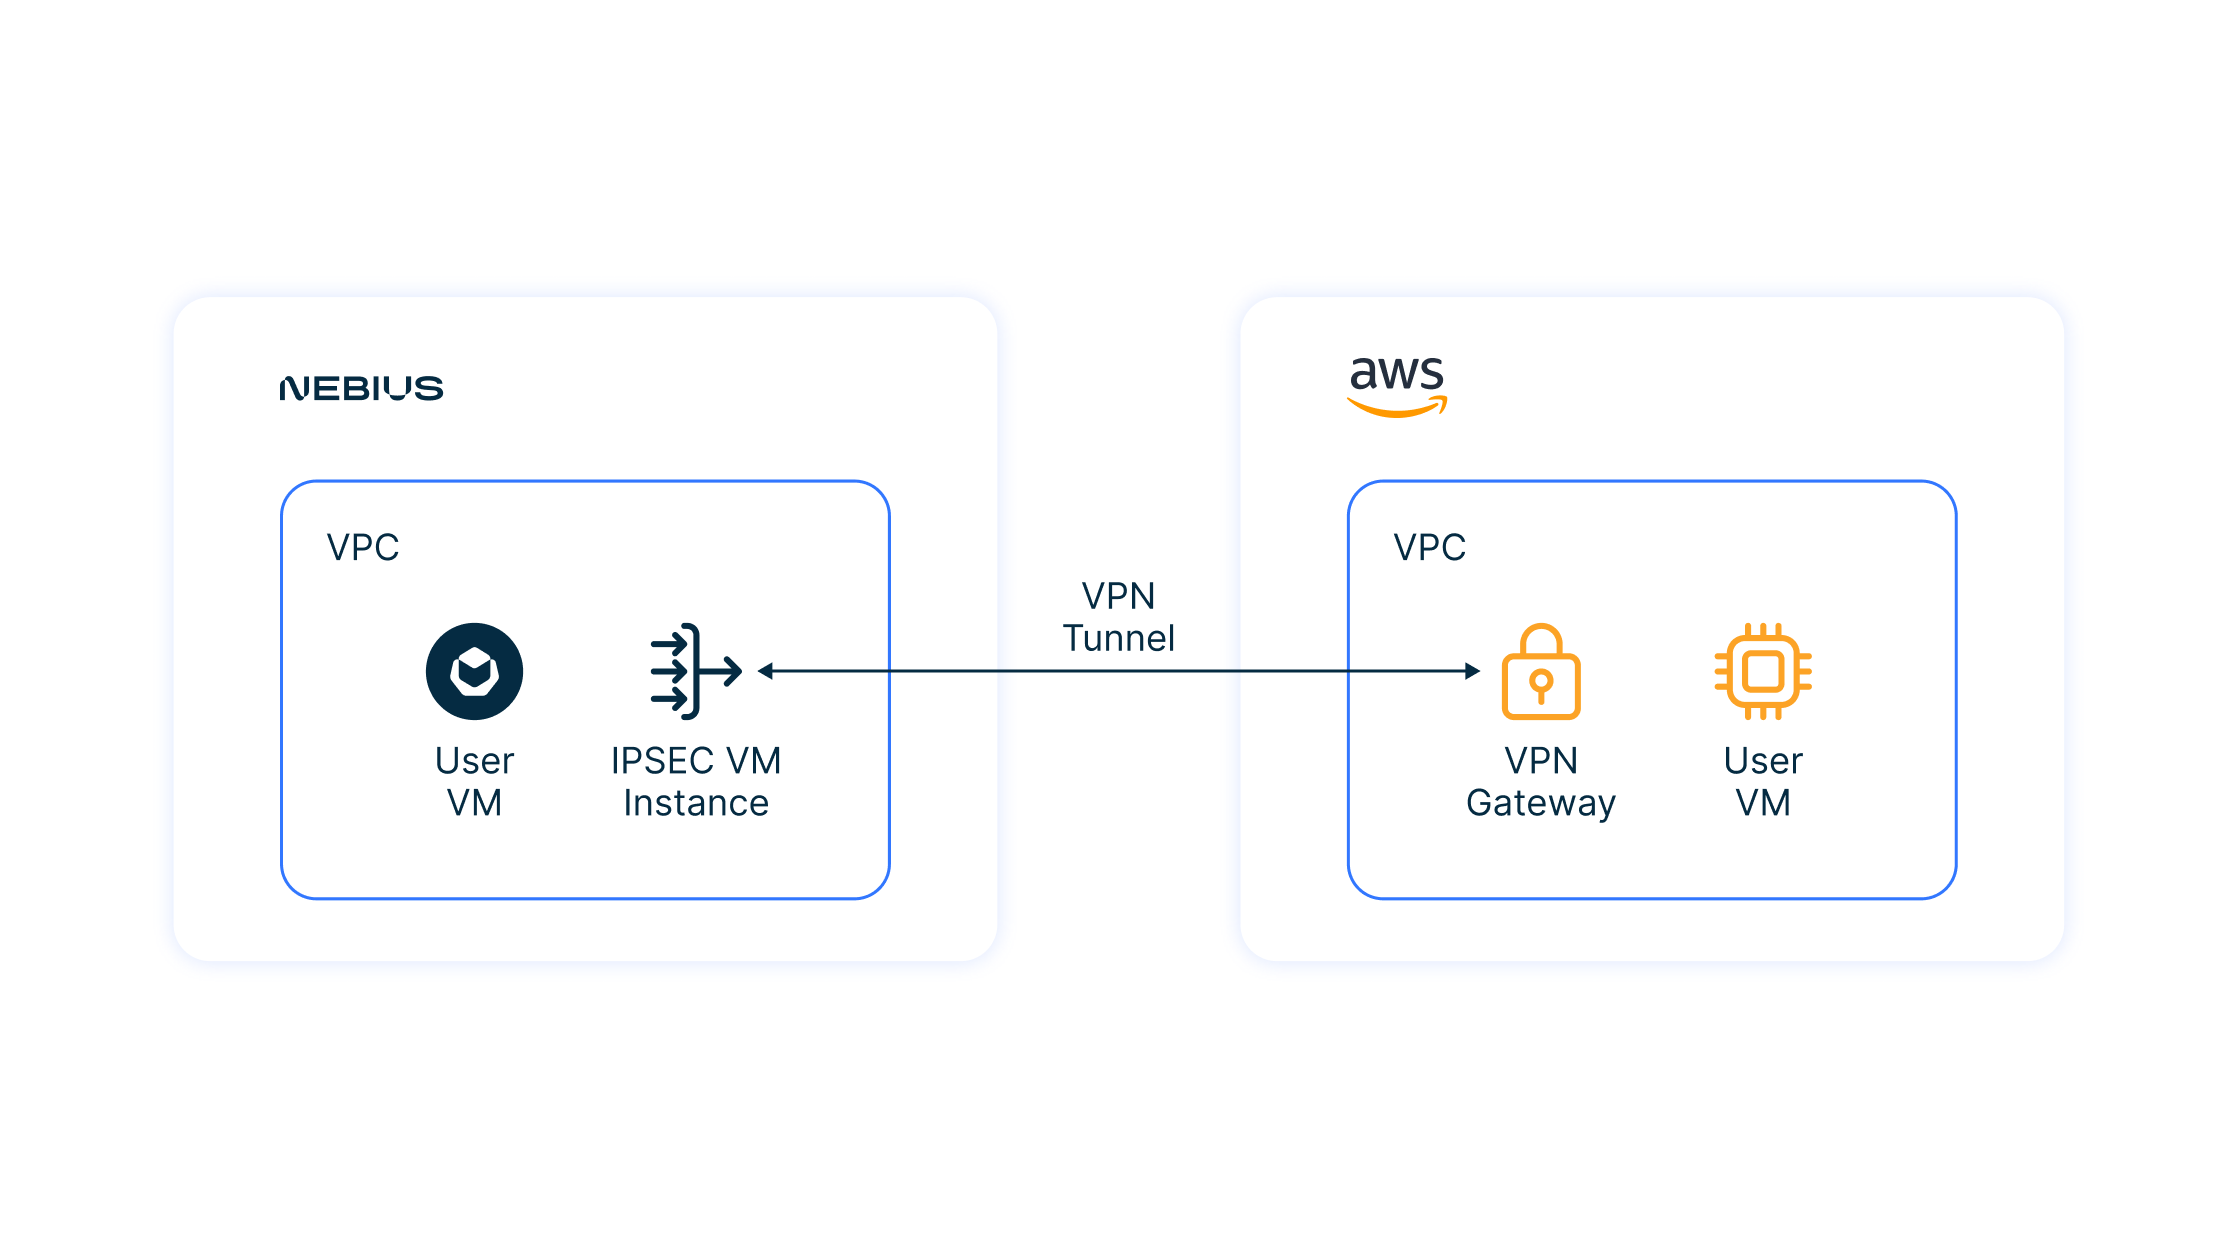 NEBIUS
VPC
User
VM
IPSEC VM
Instance
VPN
Tunnel
aws
VPC
VPN
Gateway
User
VM